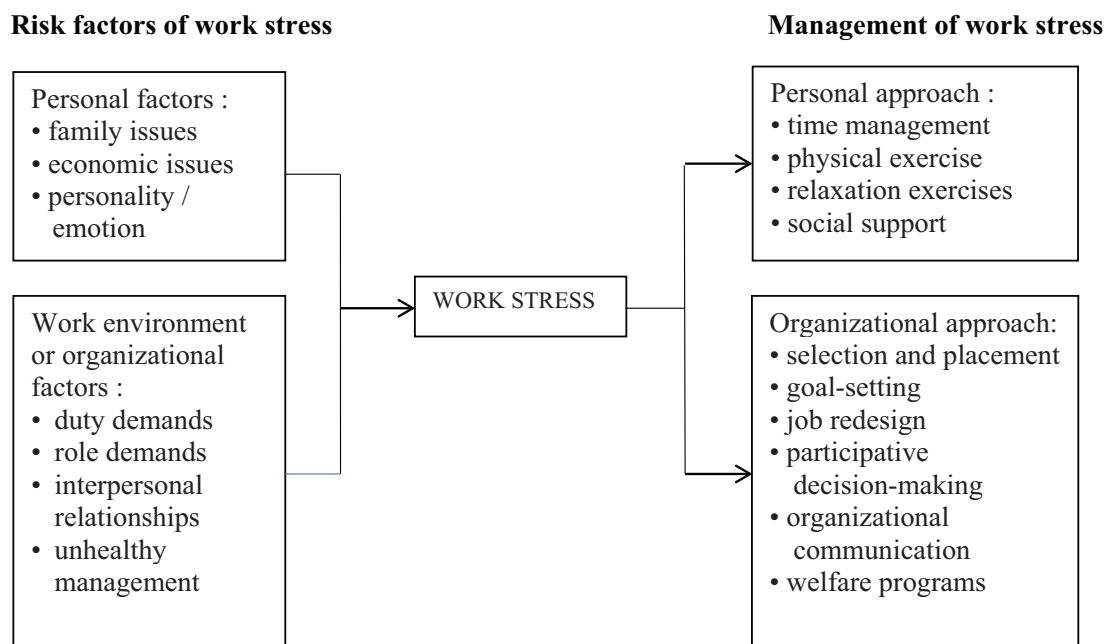 Risk factors of work stress
Personal factors :
• family issues
• economic issues
• personality /
emotion
Work environment
or organizational
factors :
• duty demands
• role demands
• interpersonal
relationships
• unhealthy
management
WORK STRESS
Management of work stress
Personal approach :
• time management
• physical exercise
• relaxation exercises
• social support
Organizational approach:
• selection and placement
• goal-setting
• job redesign
• participative
decision-making
• organizational
communication
• welfare programs